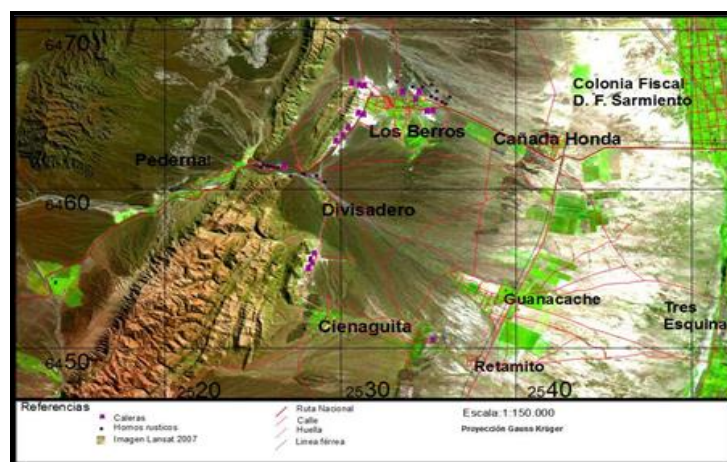 6470
Colonia Fiscal
D. F. Sarmiento
Los Berros
Cañada Honda
Pedernal
6460
Divisadero
Guanacache
Tres
Esquina
Cienaguita
6450
Retamito
2520
2530
2540
Referencias
Caleras
Hornos rusticos
Imagen Lansat 2007
Ruta Nacional
Calle
Huella
Linea férrea
Escala:1:150.000
Proyección Gauss Krüger